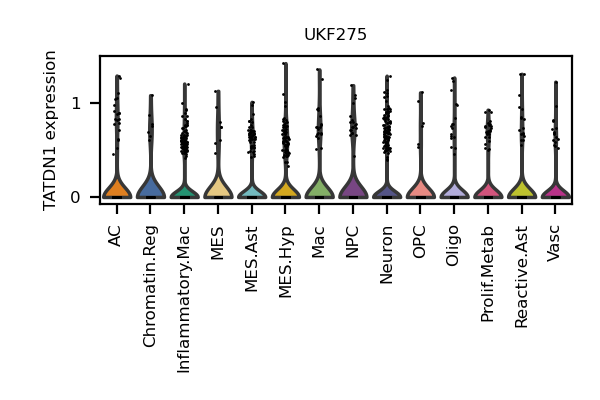 UKF275
TATDN1 expression
1
0
AC
Chromatin.Reg
Inflammatory.Mac
MES
MES.Ast
MES.Hyp
Mac
NPC
Neuron
OPC
Oligo
Prolif.Metab
Reactive.Ast
Vasc